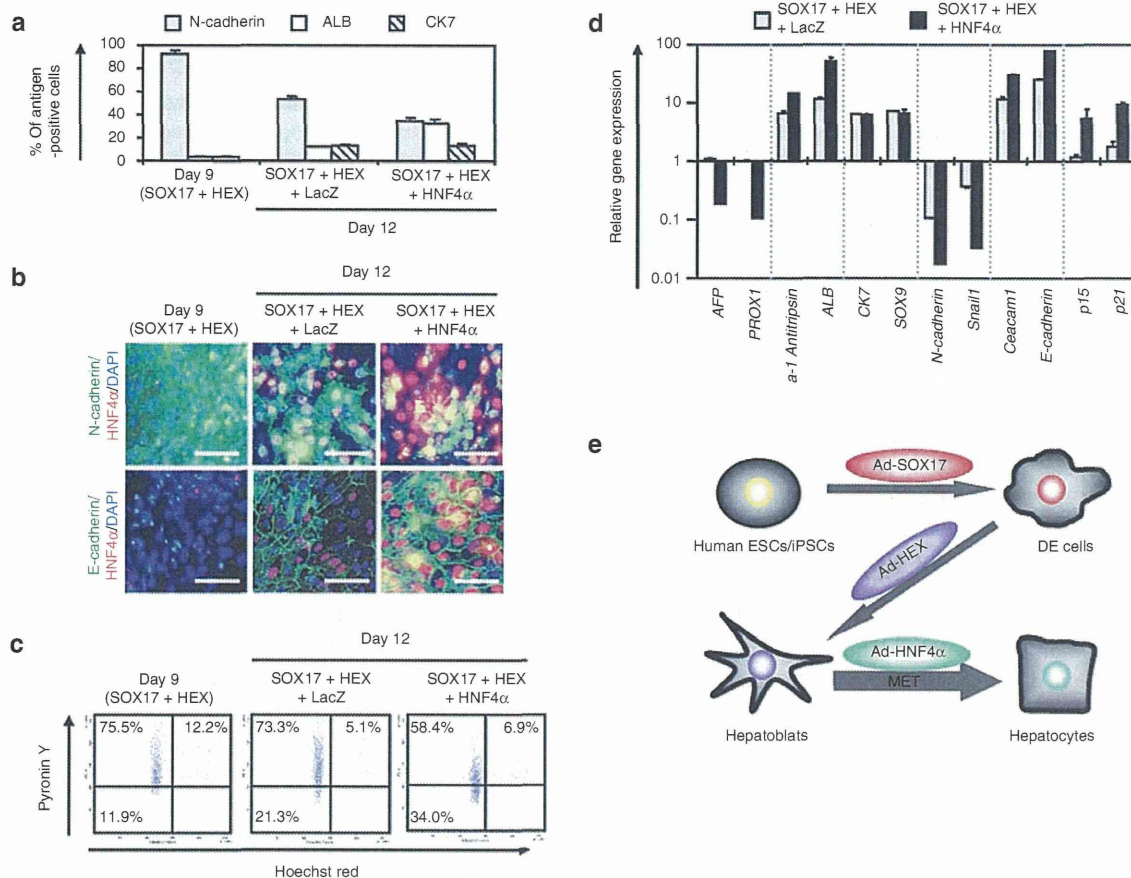 a
N-cadherin ALB CK7
% Of antigen
-positive cells
100
80
60
40
20
0
Day 9
(SOX17 + HEX)
SOX17 + HEX
+ LacZ
SOX17 + HEX
+ HNF4α
Day 12
b
Day 12
Day 9
(SOX17 + HEX)
SOX17 + HEX
+ LacZ
SOX17 + HEX
+ HNF4α
N-cadherin/
HNF4α/DAPI
E-cadherin/
HNF4α/DAPI
c
Day 12
Day 9
(SOX17 + HEX)
SOX17 + HEX
+ LacZ
SOX17 + HEX
+ HNF4α
Pyronin Y
75.5% 12.2%
11.9%
73.3% 5.1%
21.3%
58.4% 6.9%
34.0%
Hoechst red
d
SOX17 + HEX
+ LacZ
SOX17 + HEX
+ HNF4α
Relative gene expression
100
10
1
0.1
0.01
AFP
PROX1
a-1 Antitripsin
ALB
CK7
SOX9
N-cadherin
Snail1
Ceacam1
E-cadherin
p15
p21
e
Ad-SOX17
Human ESCs/iPSCs
DE cells
Ad-HEX
Ad-HNF4α
MET
Hepatoblats
Hepatocytes